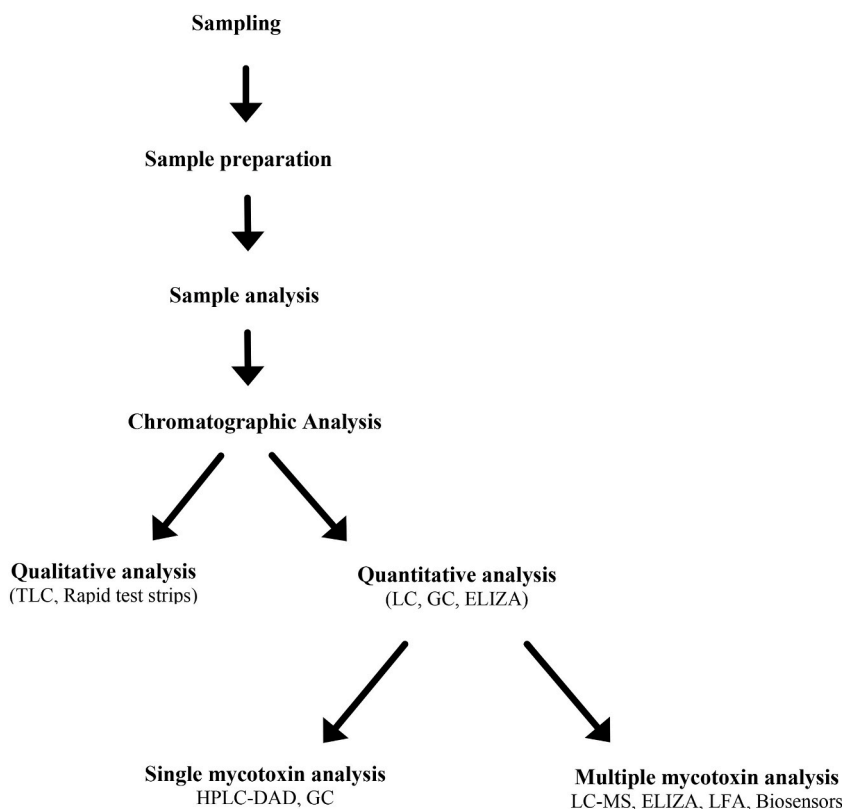 Sampling
Sample preparation
Sample analysis
Chromatographic Analysis
Qualitative analysis
(TLC, Rapid test strips)
Quantitative analysis
(LC, GC, ELIZA)
Single mycotoxin analysis
HPLC-DAD, GC
Multiple mycotoxin analysis
LC-MS, ELIZA, LFA, Biosensors